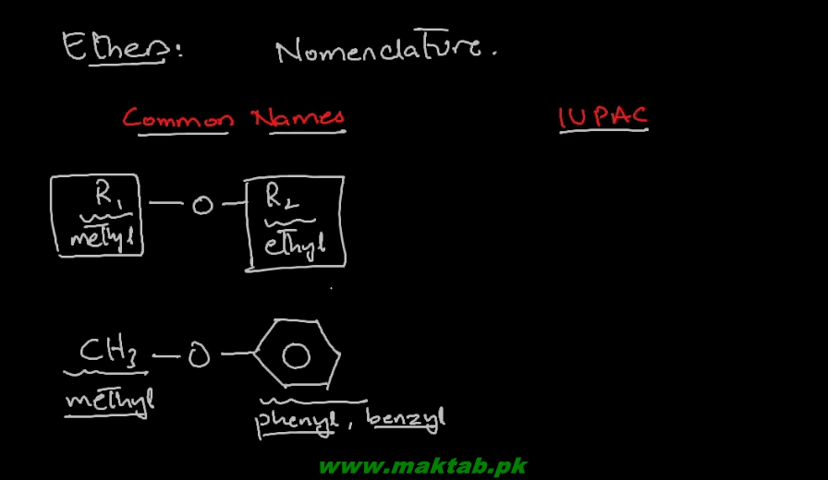 Ethers: Nomenclature.
Common Names IUPAC
R1 — O — R2
methyl ethyl
CH3 — O —
methyl
phenyl, benzyl
www.maktab.pk